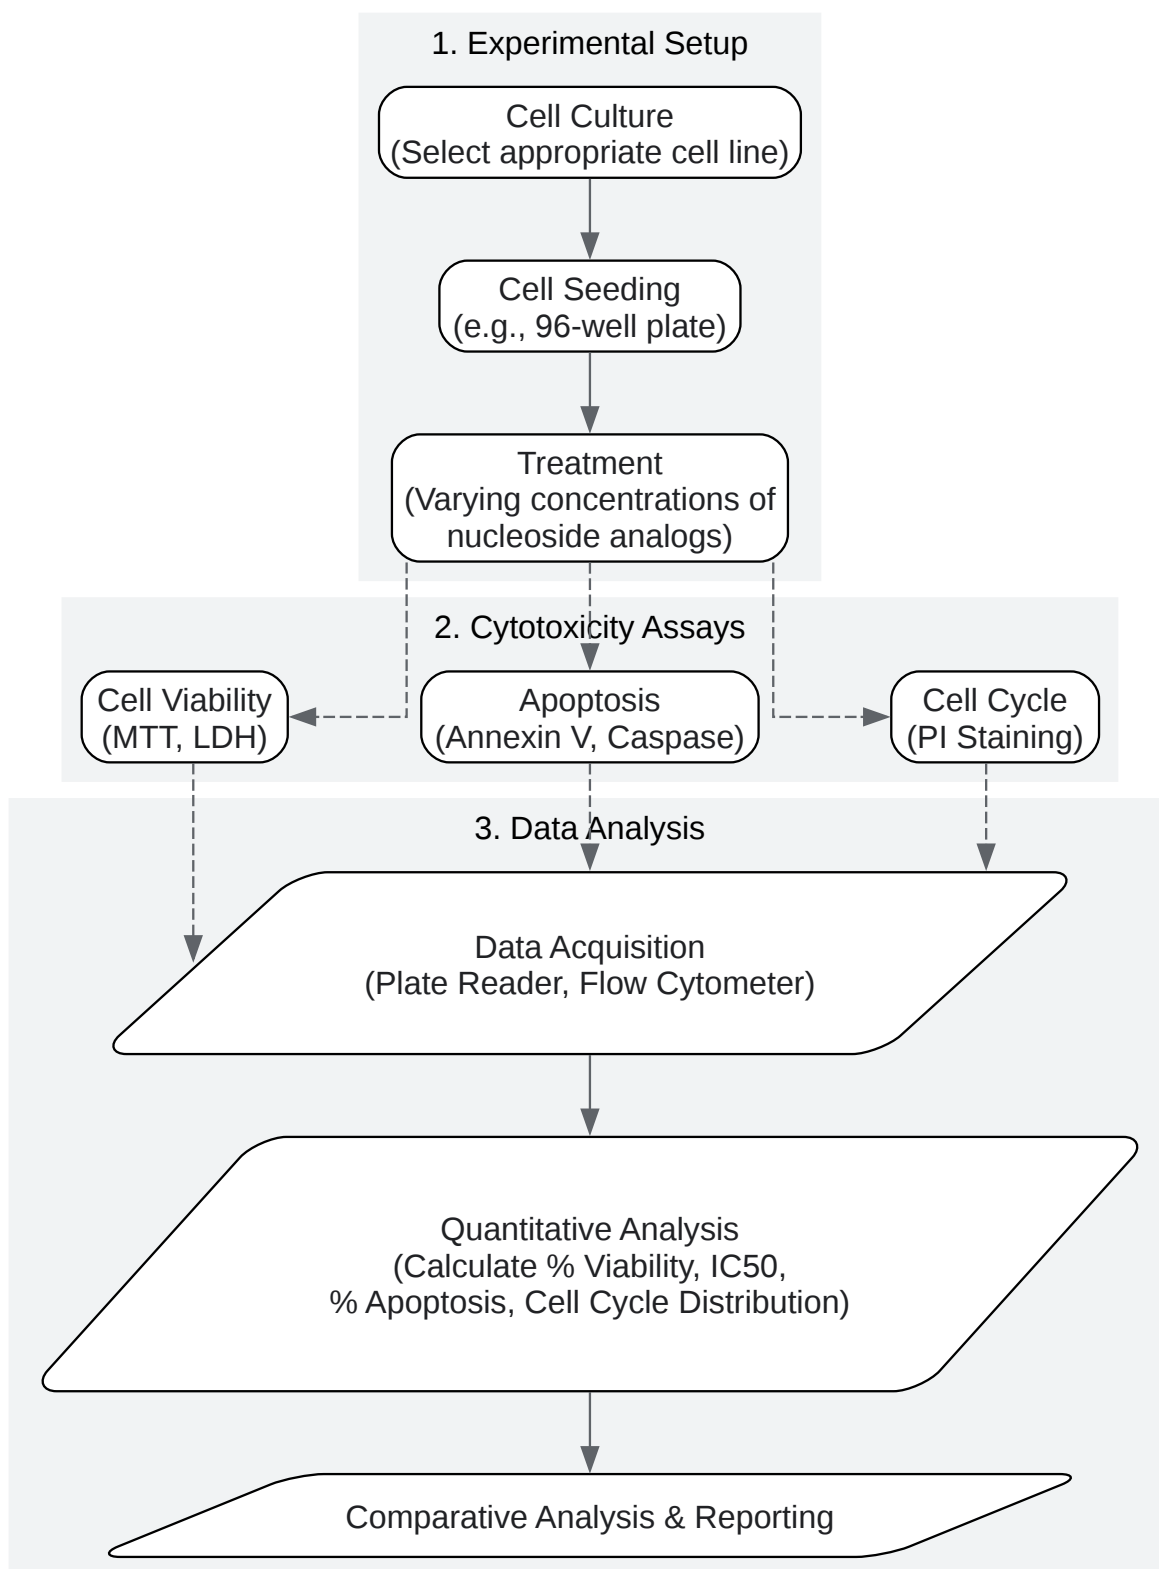 1. Experimental Setup
Cell Culture
(Select appropriate cell line)
Cell Seeding
(e.g., 96-well plate)
Treatment
(Varying concentrations of
nucleoside analogs)
2. Cytotoxicity Assays
Cell Viability
(MTT, LDH)
Apoptosis
(Annexin V, Caspase)
Cell Cycle
(PI Staining)
3. Data Analysis
Data Acquisition
(Plate Reader, Flow Cytometer)
Quantitative Analysis
(Calculate % Viability, IC50,
% Apoptosis, Cell Cycle Distribution)
Comparative Analysis & Reporting